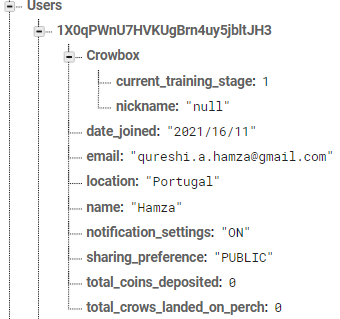 Users
1X0qPWnU7HVKUgBrn4uy5jbltJH3
Crowbox
current_training_stage: 1
nickname: "null"
date_joined: "2021/16/11"
email: "qureshi.a.hamza@gmail.com"
location: "Portugal"
name: "Hamza"
notification_settings: "ON"
sharing_preference: "PUBLIC"
total_coins_deposited: 0
total_crows_landed_on_perch: 0